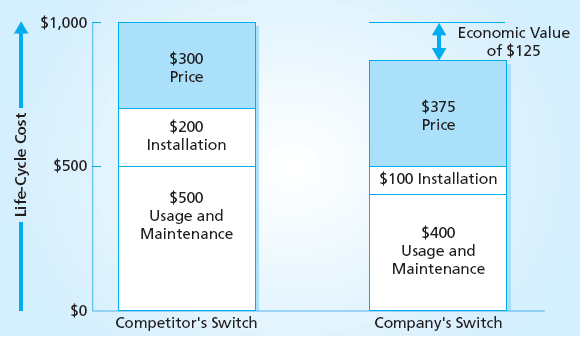 $1,000
$500
$0
Life-Cycle Cost
$300
Price
$200
Installation
$500
Usage and
Maintenance
Competitor's Switch
Economic Value
of $125
$375
Price
$100 Installation
$400
Usage and
Maintenance
Company's Switch